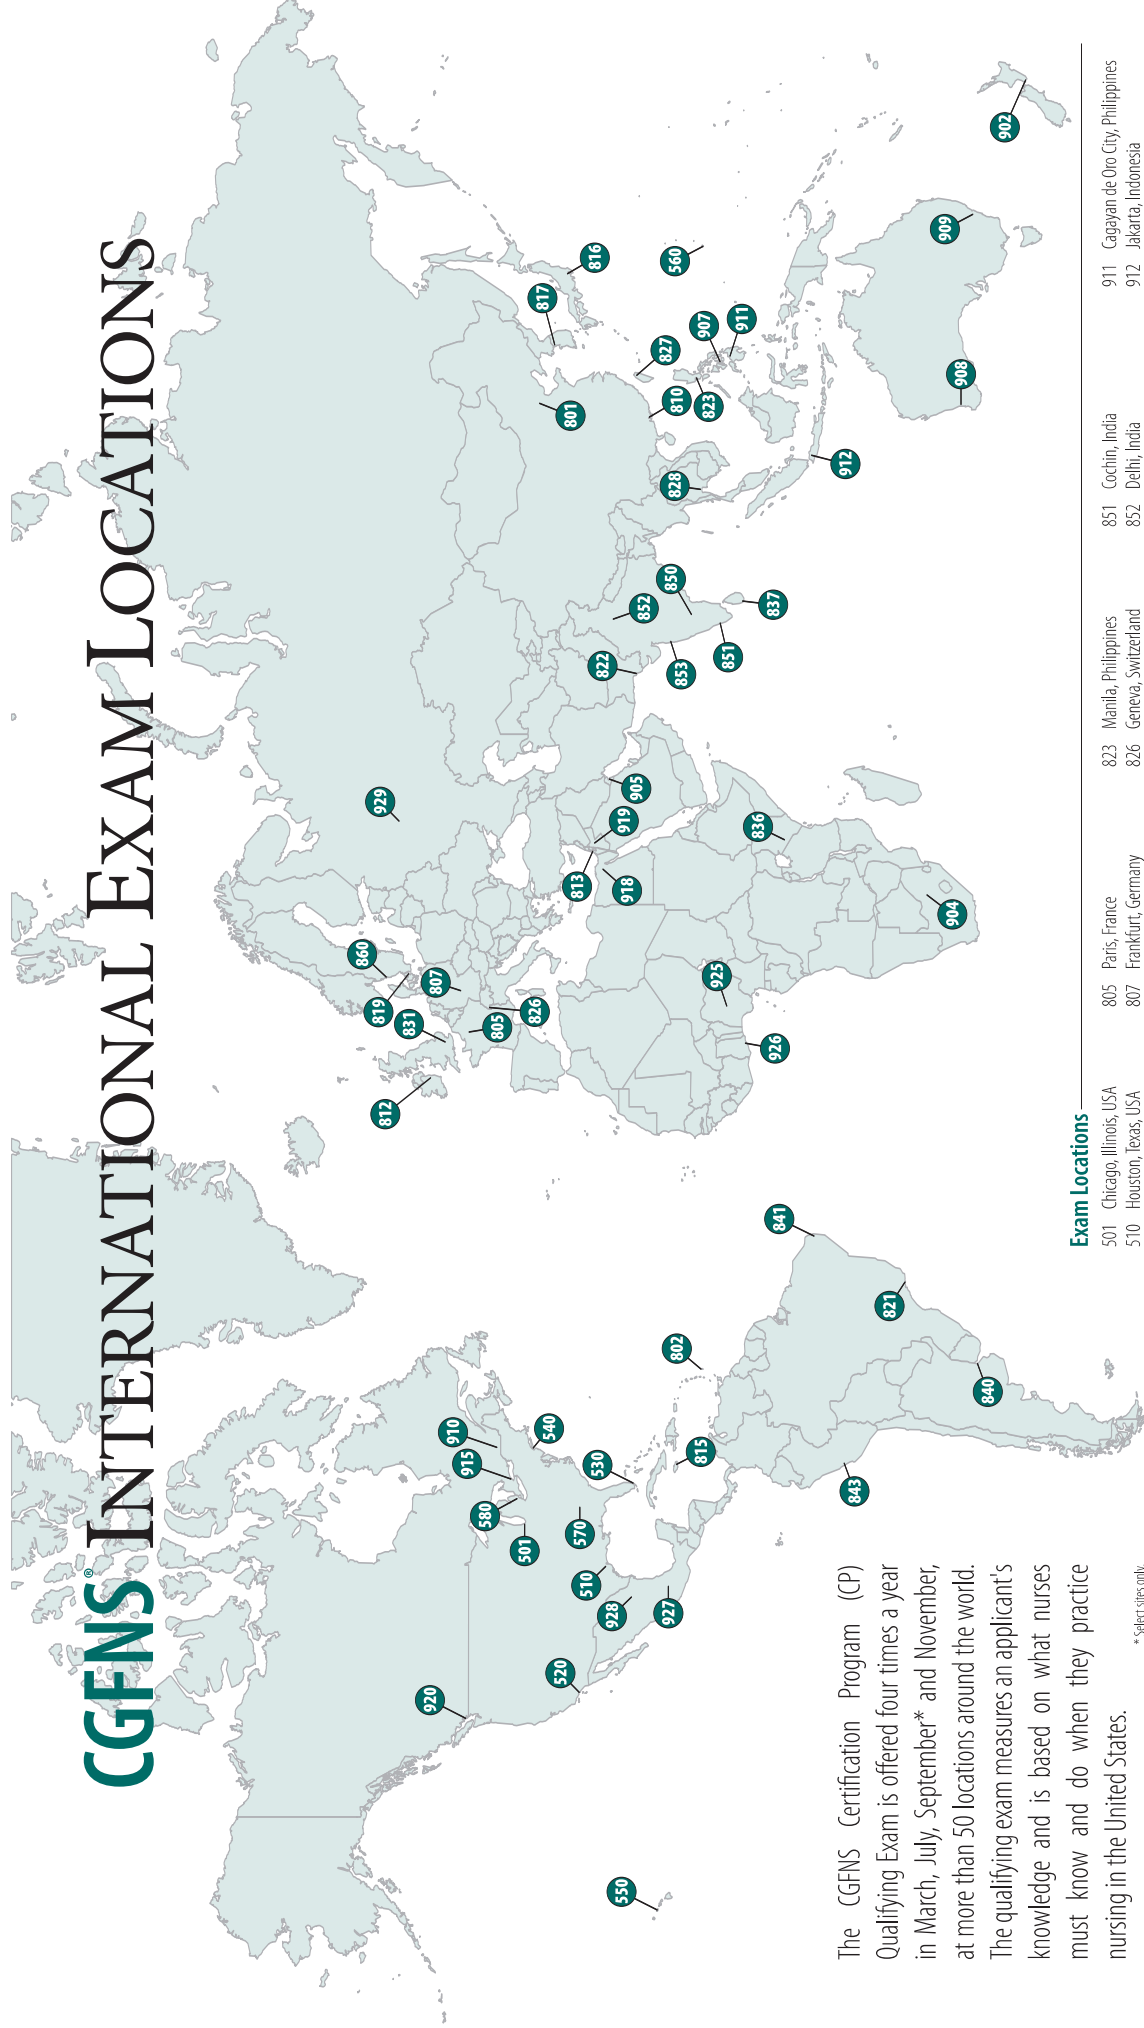 CGFNS® INTERNATIONAL EXAM LOCATIONS
920
550
520
928
927
510
570
501
580
915
910
530
540
815
802
843
840
821
841
812
831
819
860
807
805
826
929
926
925
813
918
919
905
836
904
822
853
852
850
851
837
828
801
810
823
827
817
816
907
911
560
912
908
909
902
The CGFNS Certification Program (CP)
Qualifying Exam is offered four times a year
in March, July, September* and November,
at more than 50 locations around the world.
The qualifying exam measures an applicant's
knowledge and is based on what nurses
must know and do when they practice
nursing in the United States.
* Select sites only.
Exam Locations
501 Chicago, Illinois, USA
510 Houston, Texas, USA
805 Paris, France
807 Frankfurt, Germany
823 Manila, Philippines
826 Geneva, Switzerland
851 Cochin, India
852 Delhi, India
911 Cagayan de Oro City, Philippines
912 Jakarta, Indonesia